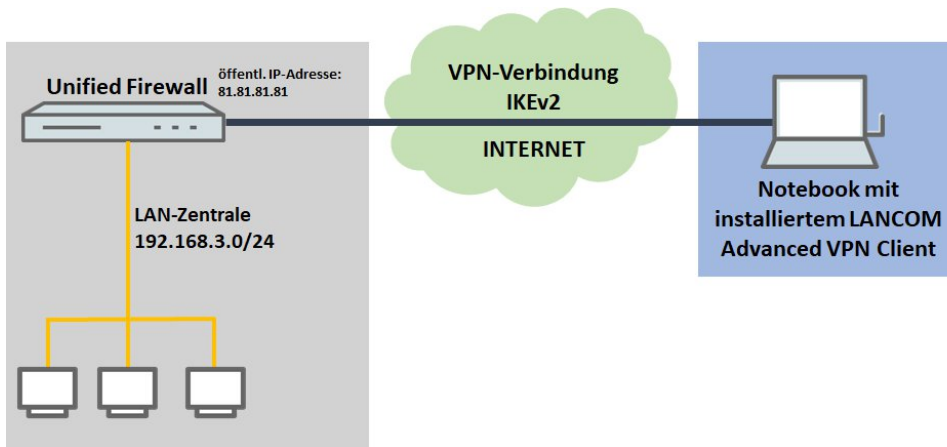 Unified Firewall
öffentl. IP-Adresse:
81.81.81.81
VPN-Verbindung
IKEv2
INTERNET
LAN-Zentrale
192.168.3.0/24
Notebook mit
installiertem LANCOM
Advanced VPN Client